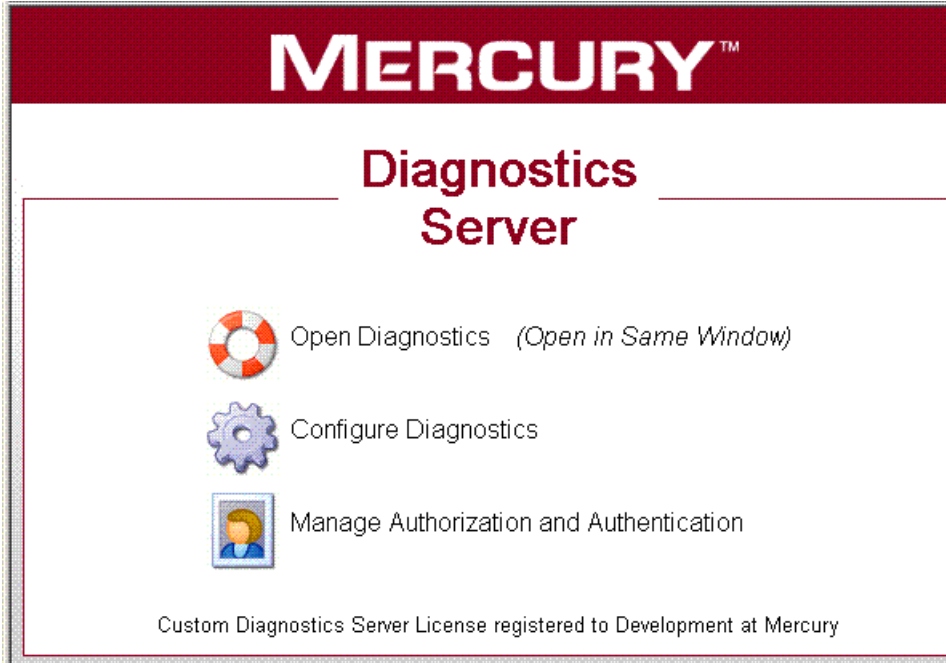 MERCURY™
Diagnostics
Server
Open Diagnostics (Open in Same Window)
Configure Diagnostics
Manage Authorization and Authentication
Custom Diagnostics Server License registered to Development at Mercury